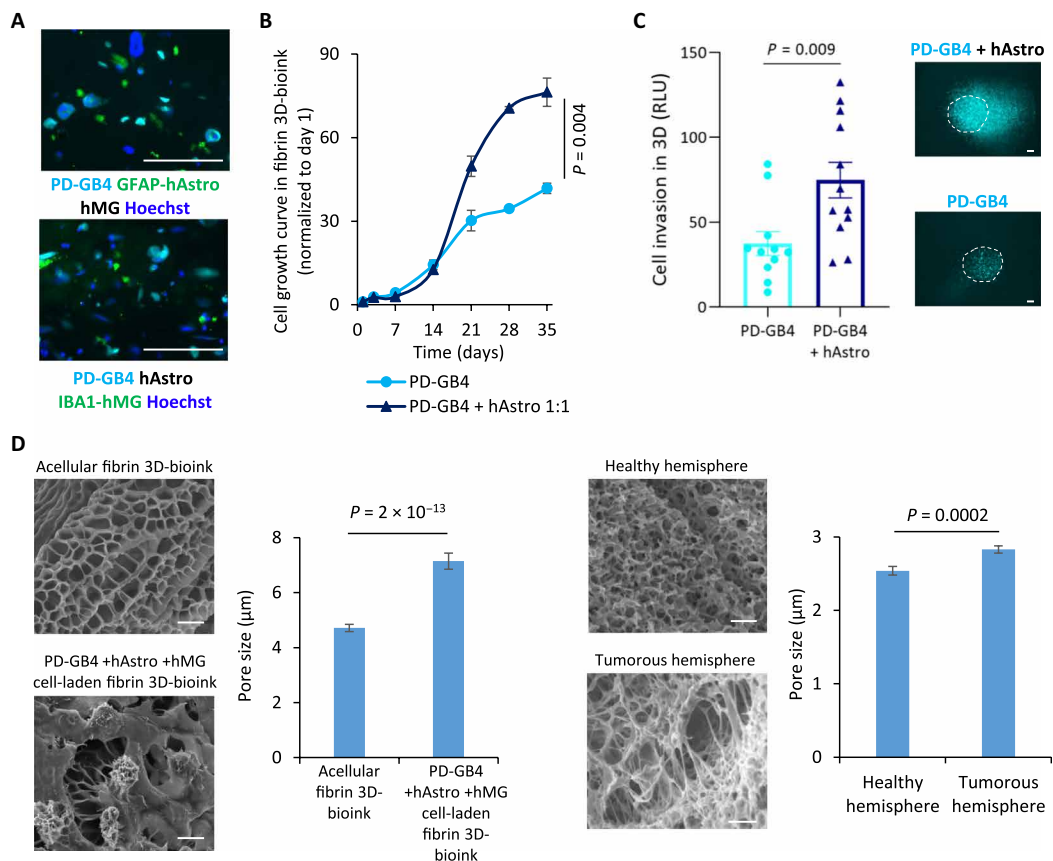 A
PD-GB4 GFAP-hAstro
hMG Hoechst
PD-GB4 hAstro
IBA1-hMG Hoechst
B
Cell growth curve in fibrin 3D-bioink
(normalized to day 1)
90
60
30
0
0 7 14 21 28 35
Time (days)
P = 0.004
PD-GB4
PD-GB4 + hAstro 1:1
C
Cell invasion in 3D (RLU)
150
100
50
0
P = 0.009
PD-GB4
PD-GB4
+ hAstro
PD-GB4 + hAstro
PD-GB4
D
Acellular fibrin 3D-bioink
PD-GB4 +hAstro +hMG
cell-laden fibrin 3D-bioink
Pore size (μm)
8
6
4
2
0
P = 2 × 10⁻¹³
Acellular
fibrin 3D-
bioink
PD-GB4
+hAstro +hMG
cell-laden
fibrin 3D-
bioink
Healthy hemisphere
Tumorous hemisphere
Pore size (μm)
3
2
1
0
P = 0.0002
Healthy
hemisphere
Tumorous
hemisphere